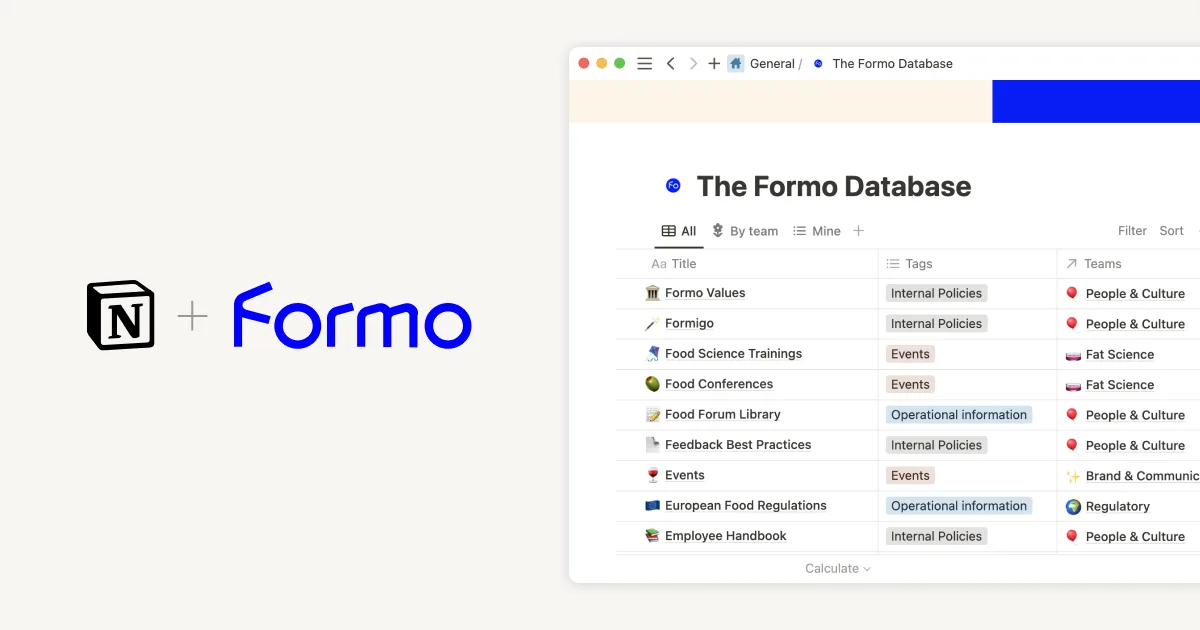 N + Formo
General / The Formo Database
Fo The Formo Database
All By team Mine Filter Sort
Aa Title Tags Teams
Formo Values Internal Policies People & Culture
Formigo Internal Policies People & Culture
Food Science Trainings Events Fat Science
Food Conferences Events Fat Science
Food Forum Library Operational information People & Culture
Feedback Best Practices Internal Policies People & Culture
Events Events Brand & Communic
European Food Regulations Operational information Regulatory
Employee Handbook Internal Policies People & Culture
Calculate